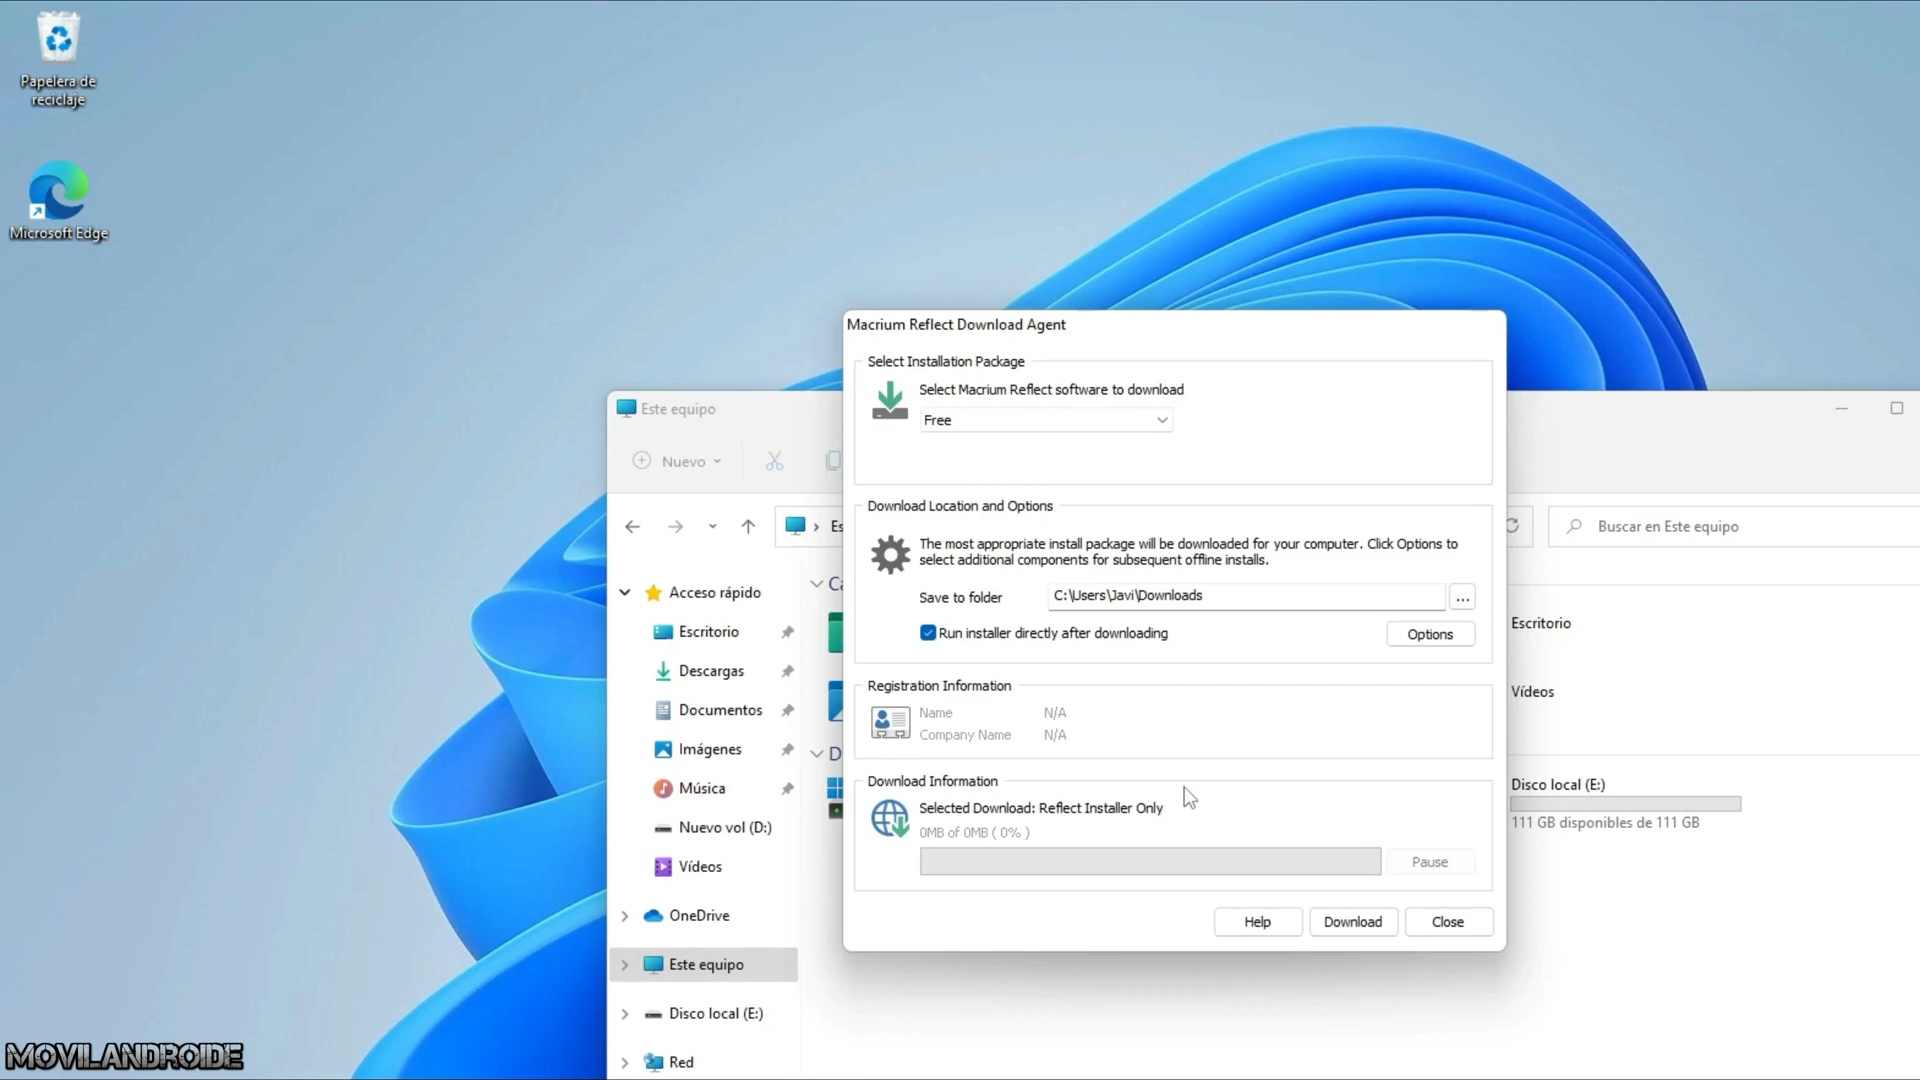 Papelera de
reciclaje
Microsoft Edge
Macrium Reflect Download Agent
Select Installation Package
Select Macrium Reflect software to download
Free
Download Location and Options
The most appropriate install package will be downloaded for your computer. Click Options to
select additional components for subsequent offline installs.
Save to folder
C:\Users\Javi\Downloads
...
Run installer directly after downloading
Options
Registration Information
Name
N/A
Company Name
N/A
Download Information
Selected Download: Reflect Installer Only
0MB of 0MB ( 0% )
Pause
Help
Download
Close
Este equipo
Nuevo
Es
Buscar en Este equipo
Acceso rápido
Escritorio
Descargas
Documentos
Imágenes
Música
Nuevo vol (D:)
Vídeos
OneDrive
Este equipo
Disco local (E:)
Red
Ca
D
Escritorio
Vídeos
Disco local (E:)
111 GB disponibles de 111 GB
MOVILANDROIDE